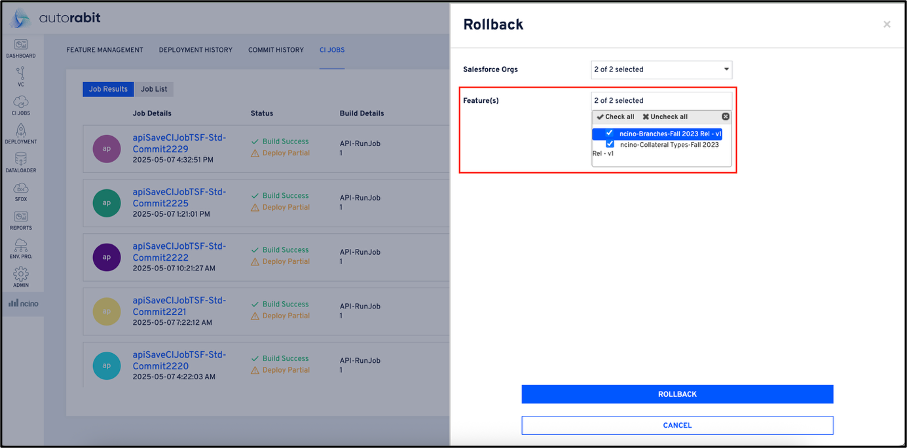 autorabit
DASHBOARD
VC
CI JOBS
DEPLOYMENT
DATALOADER
SFDX
REPORTS
ENV. PRO.
ADMIN
ncino
FEATURE MANAGEMENT DEPLOYMENT HISTORY COMMIT HISTORY CI JOBS
Job Results Job List
Job Details Status Build Details
ap
apiSaveCIJobTSF-Std-
Commit2229
2025-05-07 4:32:51 PM
Build Success
Deploy Partial
API-RunJob
1
ap
apiSaveCIJobTSF-Std-
Commit2225
2025-05-07 1:21:01 PM
Build Success
Deploy Partial
API-RunJob
1
ap
apiSaveCIJobTSF-Std-
Commit2222
2025-05-07 10:21:27 AM
Build Success
Deploy Partial
API-RunJob
1
ap
apiSaveCIJobTSF-Std-
Commit2221
2025-05-07 7:22:12 AM
Build Success
Deploy Partial
API-RunJob
1
ap
apiSaveCIJobTSF-Std-
Commit2220
2025-05-07 4:22:03 AM
Build Success
Deploy Partial
API-RunJob
1
Rollback
Salesforce Orgs 2 of 2 selected
Feature(s) 2 of 2 selected
Check all Uncheck all
ncino-Branches-Fall 2023 Rel - v1
ncino-Collateral Types-Fall 2023
Rel - v1
ROLLBACK
CANCEL